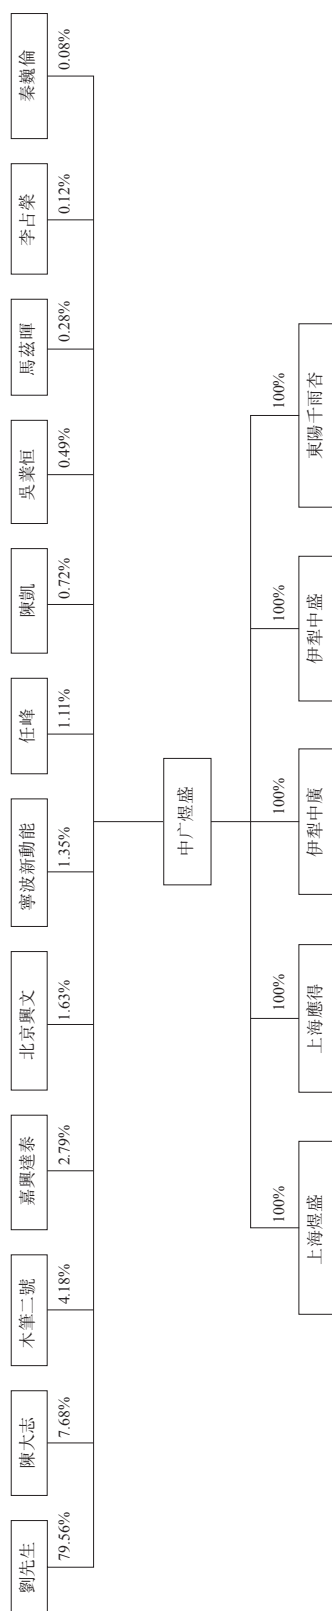 劉先生
陳大志
木筆二號
嘉興達泰
北京興文
寧波新動能
任峰
陳凱
吳業恒
馬茲暉
李占榮
秦巍倫
79.56%
7.68%
4.18%
2.79%
1.63%
1.35%
1.11%
0.72%
0.49%
0.28%
0.12%
0.08%
中广煜盛
100%
100%
100%
100%
100%
上海煜盛
上海應得
伊犁中廣
伊犁中盛
東陽千雨杏